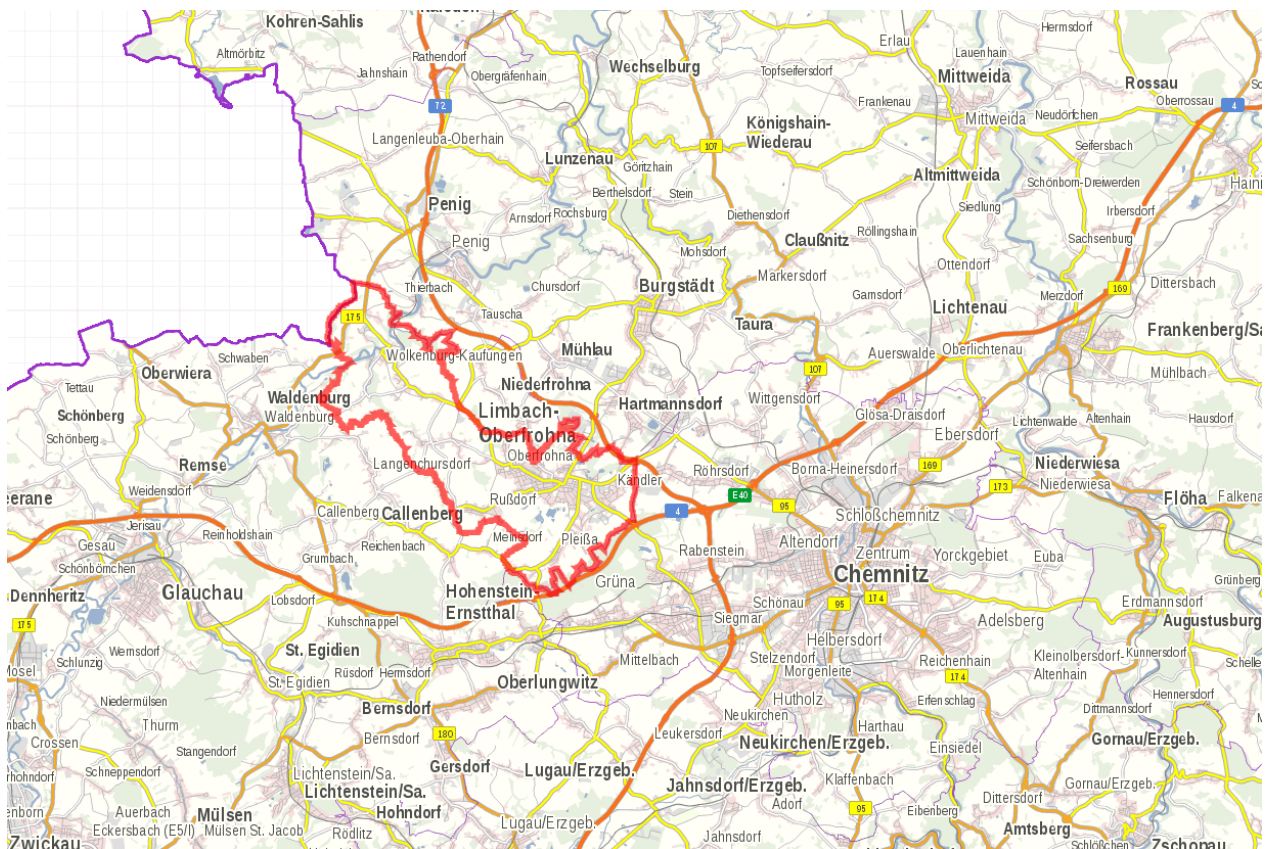 Kohren-Sahlis
Altmörbitz
Rathendorf
Jahnshain
Obergräfenhain
Wechselburg
Topfseifersdorf
Erlau
Lauenhain
Hermsdorf
Mittweida
Rossau
Oberrossau
72
Frankenau
4
Langenleuba-Oberhain
Königshain-
Wiederau
Mittweida
Neudörfchen
Seifersbach
107
Lunzenau
Göritzhain
Altmittweida
Schönborn-Dreiwerden
Berthelsdorf
Stein
Penig
Arnsdorf
Rochsburg
Diethensdorf
Siedlung
Irbersdorf
Röllingshain
Penig
Claußnitz
Sachsenburg
Mohsdorf
Ottendorf
Markersdorf
Thierbach
Chursdorf
Burgstädt
Garnsdorf
Merzdorf
169
Dittersbach
175
Tauscha
Taura
Lichtenau
Frankenberg/Sa
Schwaben
Wolkenburg-Kaufungen
Mühlau
Auerswalde
Oberlichtenau
Oberwiera
107
Mühlbach
Tettau
Niederfrohna
Waldenburg
Wittgensdorf
Schönberg
Waldenburg
Limbach-
Oberfrohna
Hartmannsdorf
Glösa-Draisdorf
Lichtenwalde
Altenhain
Hausdorf
Schönberg
Ebersdorf
Oberfrohna
Remse
Langenchursdorf
Röhrsdorf
Borna-Heinersdorf
169
Niederwiesa
Kändler
E40
173
Niederwiesa
Weidensdorf
Rußdorf
95
Flöha
Callenberg
Callenberg
4
Schloßchemnitz
Jerisau
Reinholdshain
Meinsdorf
Pleißa
Altendorf
Gesau
Reichenbach
Rabenstein
Zentrum
Yorckgebiet
Euba
Schönbörnchen
Grumbach
Chemnitz
Grüna
Grünberg
Dennheritz
Glauchau
Hohenstein-
Ernstthal
Lobsdorf
Schönau
95
174
Erdmannsdorf
Kuhschnappel
Siegmar
Adelsberg
Augustusburg
175
Helbersdorf
St. Egidien
Mittelbach
Stelzendorf
Reichenhain
Kleinolbersdorf-
Altenhain
Kunnersdorf
Schlunzig
Rüsdorf
Hermsdorf
Morgenleite
St. Egidien
Oberlungwitz
174
Niedermülsen
Hutholz
Erfenschlag
Hennersdorf
Bernsdorf
Neukirchen
Dittmannsdorf
Thurm
Harthau
180
Leukersdorf
Crossen
Bernsdorf
Neukirchen/Erzgeb.
Einsiedel
Gornau/Erzgeb.
Stangendorf
Gersdorf
Schneppendorf
Lichtenstein/Sa.
Lugau/Erzgeb.
Klaffenbach
Gornau/Erzgeb.
Lichtenstein/Sa.
Jahnsdorf/Erzgeb.
Dittersdorf
Hohndorf
Adorf
95
Eibenberg
Auerbach
Mülsen
Lugau/Erzgeb.
Amtsberg
Eckersbach (E5/I)
Mülsen St. Jacob
Rödlitz
Jahnsdorf
Schlößchen
Zwickau
Zschopau